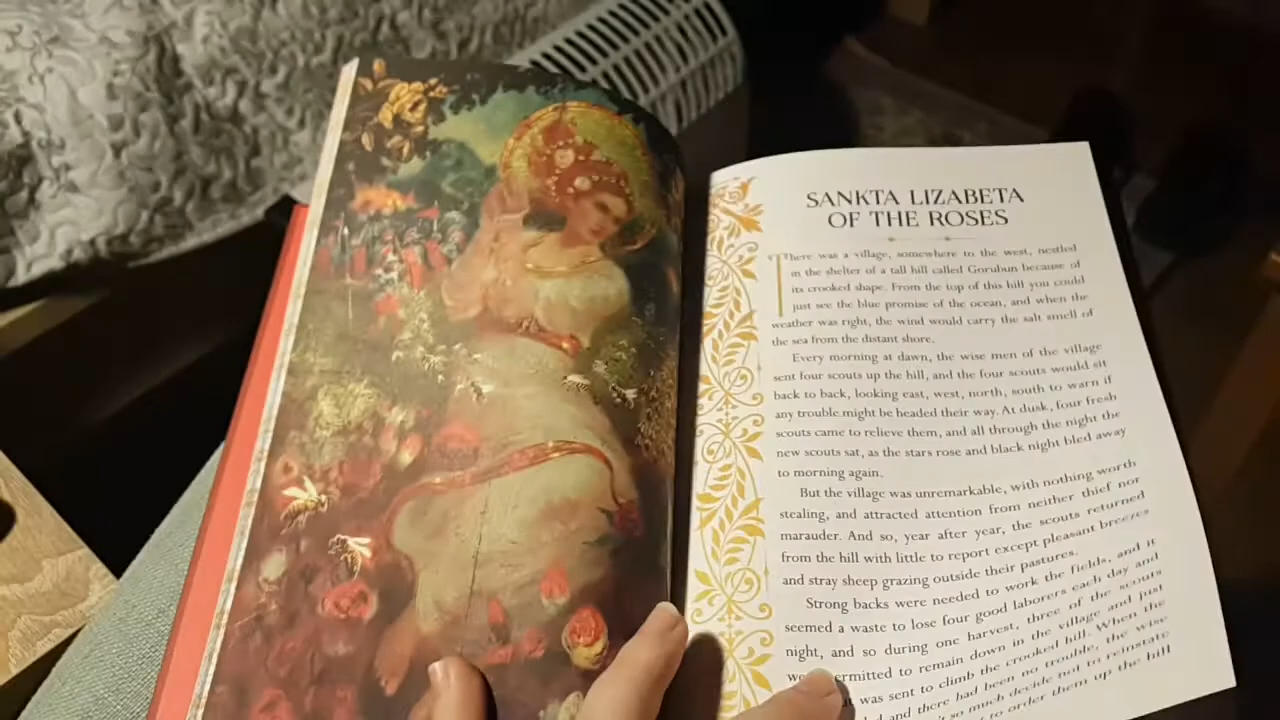 SANKTA LIZABETA
OF THE ROSES
There was a village, somewhere to the west, nestled
in the shelter of a tall hill called Gorubun because of
its crooked shape. From the top of this hill you could
just see the blue promise of the ocean, and when the
weather was right, the wind would carry the salt smell of
the sea from the distant shore.
Every morning at dawn, the wise men of the village
sent four scouts up the hill, and the four scouts would sit
back to back, looking east, west, north, south to warn if
any trouble might be headed their way. At dusk, four fresh
scouts came to relieve them, and all through the night the
new scouts sat, as the stars rose and black night bled away
to morning again.
But the village was unremarkable, with nothing worth
stealing, and attracted attention from neither thief nor
marauder. And so, year after year, the scouts returned
from the hill with little to report except pleasant breezes
and stray sheep grazing outside their pastures.
Strong backs were needed to work the fields, and it
seemed a waste to lose four good laborers each day and
night, and so during one harvest, three of the scouts
ermitted to remain down in the village and just
was sent to climb the crooked hill. When the
and there had been no trouble, the wise
so much decide not to reinstate
to order them up the hill